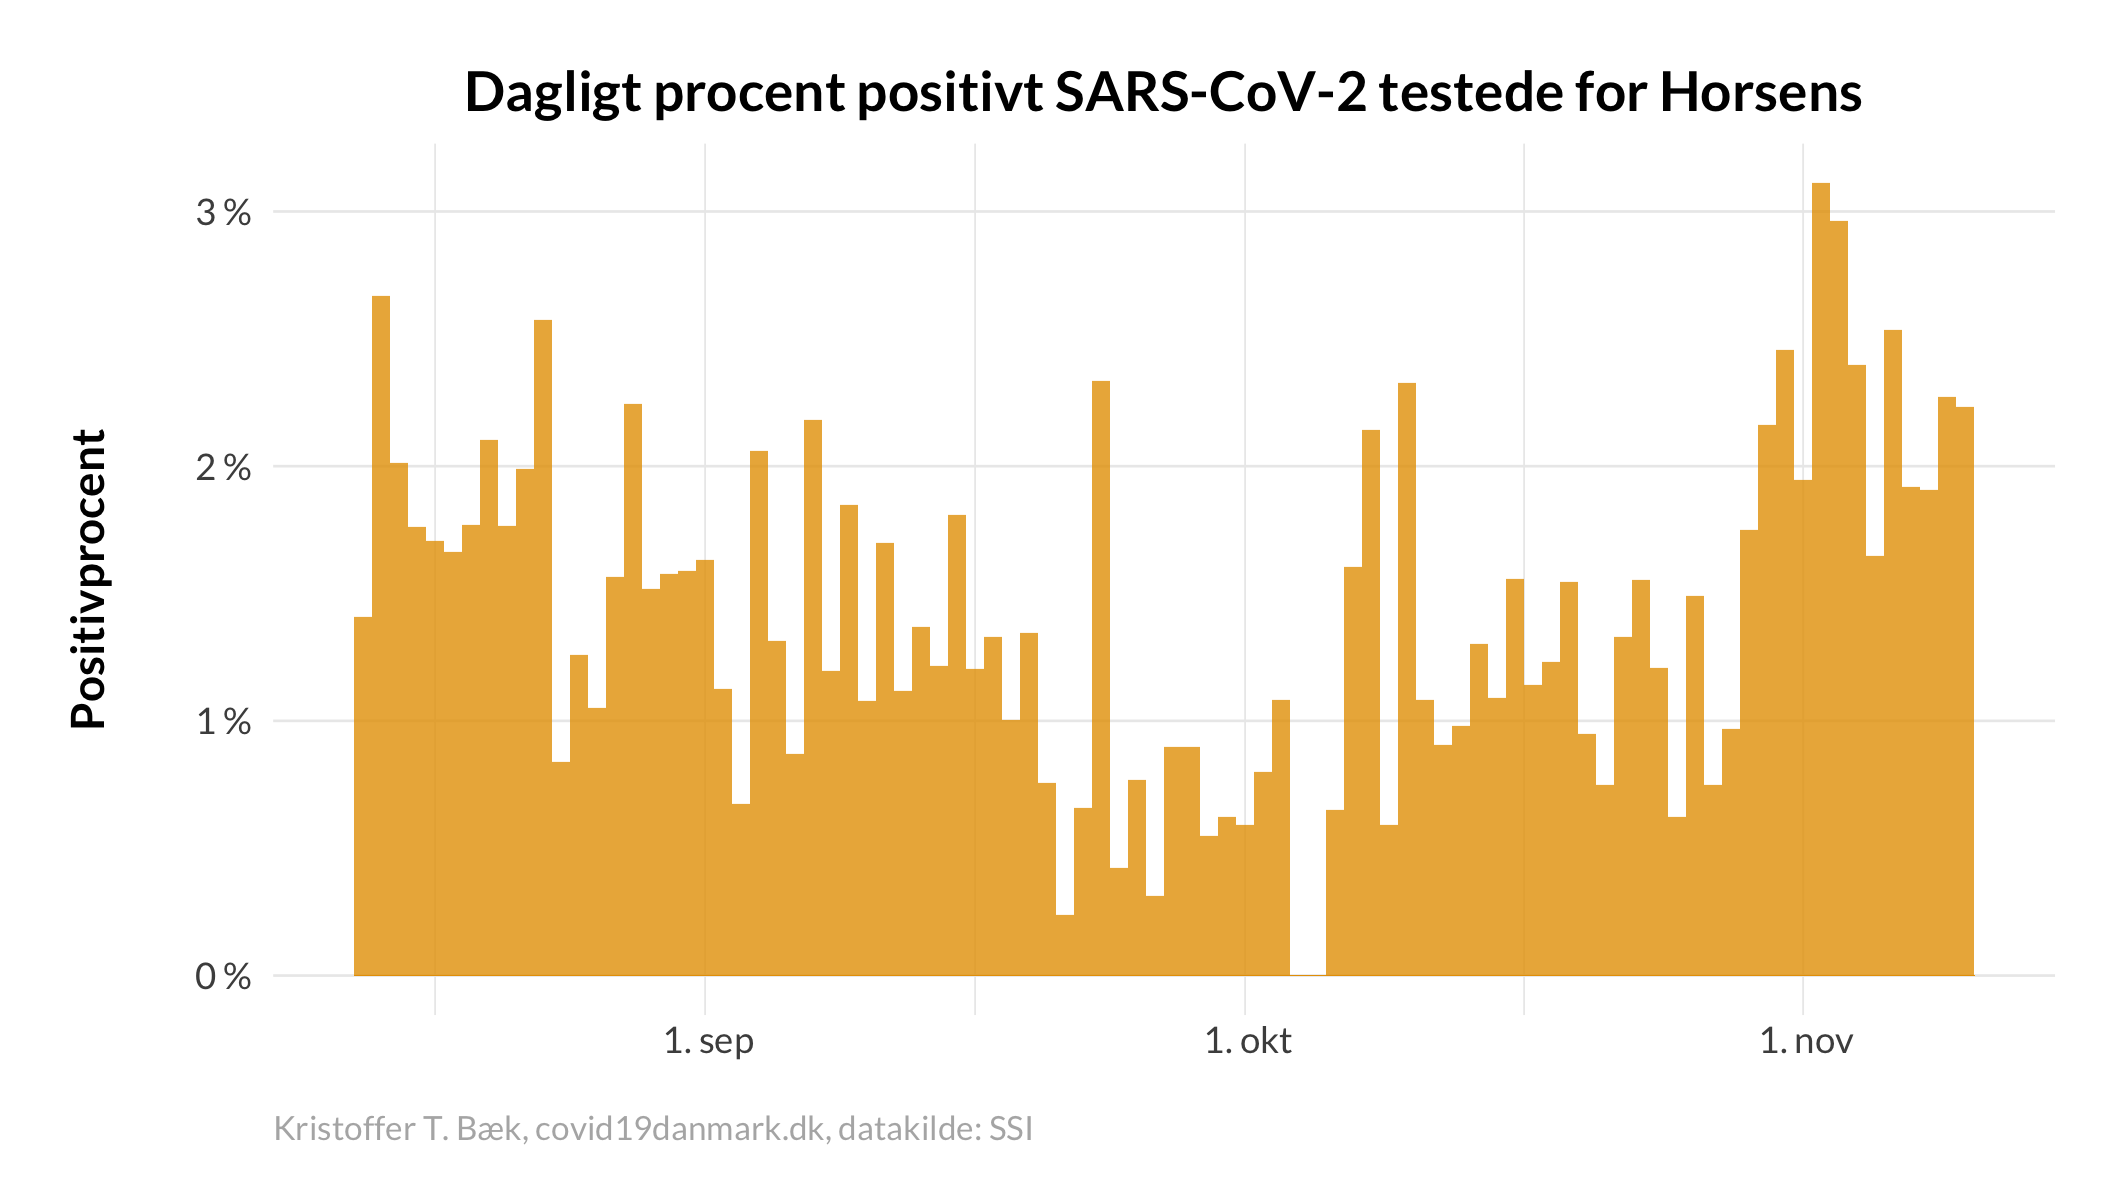 Dagligt procent positivt SARS-CoV-2 testede for Horsens
Positivprocent
3 %
2 %
1 %
0 %
1. sep
1. okt
1. nov
Kristoffer T. Bæk, covid19danmark.dk, datakilde: SSI